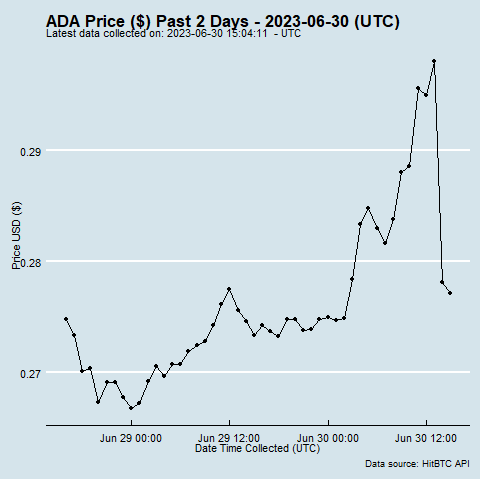 ADA Price ($) Past 2 Days - 2023-06-30 (UTC)
Latest data collected on: 2023-06-30 15:04:11 - UTC
Price USD ($)
0.29
0.28
0.27
Jun 29 00:00
Jun 29 12:00
Jun 30 00:00
Jun 30 12:00
Date Time Collected (UTC)
Data source: HitBTC API